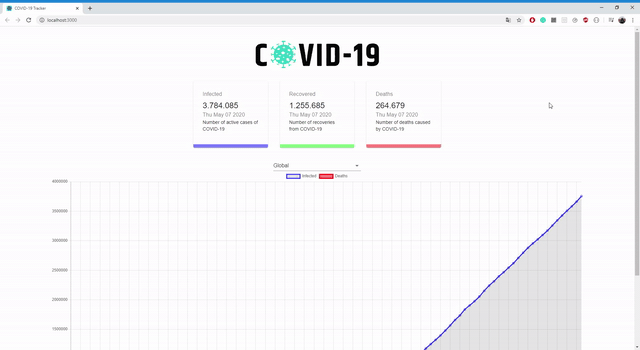 COVID-19 Tracker
localhost:3000
COVID-19
Infected
3.784.085
Thu May 07 2020
Number of active cases of
COVID-19
Recovered
1.255.685
Thu May 07 2020
Number of recoveries
from COVID-19
Deaths
264.679
Thu May 07 2020
Number of deaths caused
by COVID-19
Global
Infected
Deaths
4000000
3500000
3000000
2500000
2000000
1500000